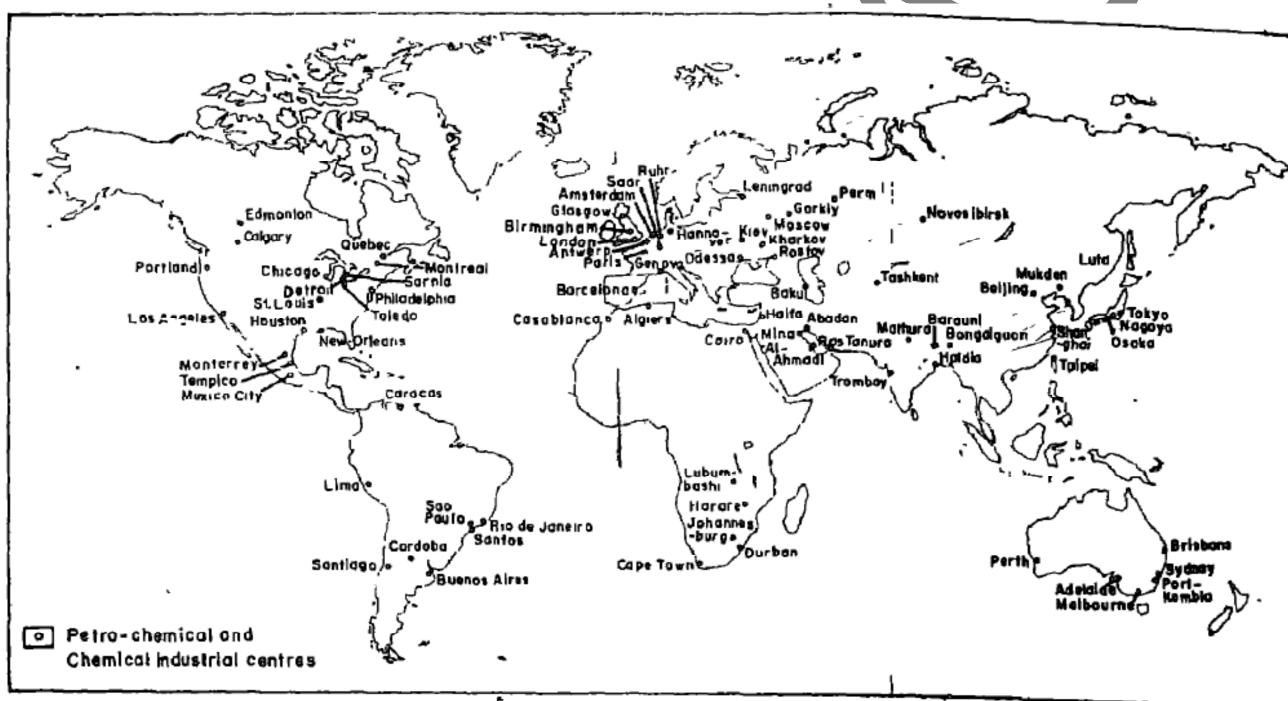 Ruhr
Saar
Amsterdam
Glasgow
Birmingham
London
Antwerp
Paris
Hanno-
ver
Genova
Barcelona
Leningrad
Perm
Gorkiy
Moscow
Kiev
Kharkov
Odessa
Rostov
Baku
Novosibirsk
Tashkent
Edmonton
Calgary
Portland
Quebec
Montreal
Sarnia
Chicago
Detroit
Philadelphia
Toledo
St. Louis
Los Angeles
Houston
New Orleans
Monterrey
Tempico
Mexico City
Caracas
Casablanca
Algiers
Cairo
Haifa
Abadan
Mina
Al-
Ahmadi
Ras Tanura
Mathura
Barauni
Bongaigaon
Haldia
Trombay
Luta
Mukden
Beijing
Shan
-ghai
Tokyo
Nagoya
Osaka
Taipei
Lima
Sao
Paulo
Rio de Janeiro
Santos
Cordoba
Santiago
Buenos Aires
Lubum-
bashi
Harare
Johannes
-burg
Durban
Cape Town
Perth
Brisbane
Sydney
Port-
Kembla
Adelaide
Melbourne
Petro-chemical and
Chemical industrial centres